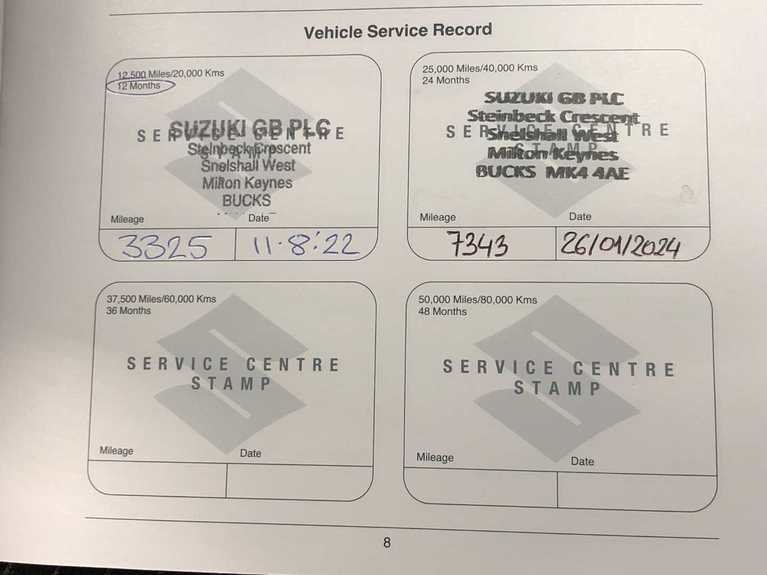 Vehicle Service Record
12,500 Miles/20,000 Kms
12 Months
SUZUKI GB PLC
SERVICE CENTRE
STAMP
Steinbeck Crescent
Snelshall West
Milton Keynes
BUCKS
Mileage Date
3325 11·8:22
25,000 Miles/40,000 Kms
24 Months
SUZUKI GB PLC
Steinbeck Crescent
SERVICE CENTRE
Snelshall West
STAMP
Milton Keynes
BUCKS MK4 4AE
Mileage Date
7343 26/01/2024
37,500 Miles/60,000 Kms
36 Months
SERVICE CENTRE
STAMP
Mileage Date
50,000 Miles/80,000 Kms
48 Months
SERVICE CENTRE
STAMP
Mileage Date
8